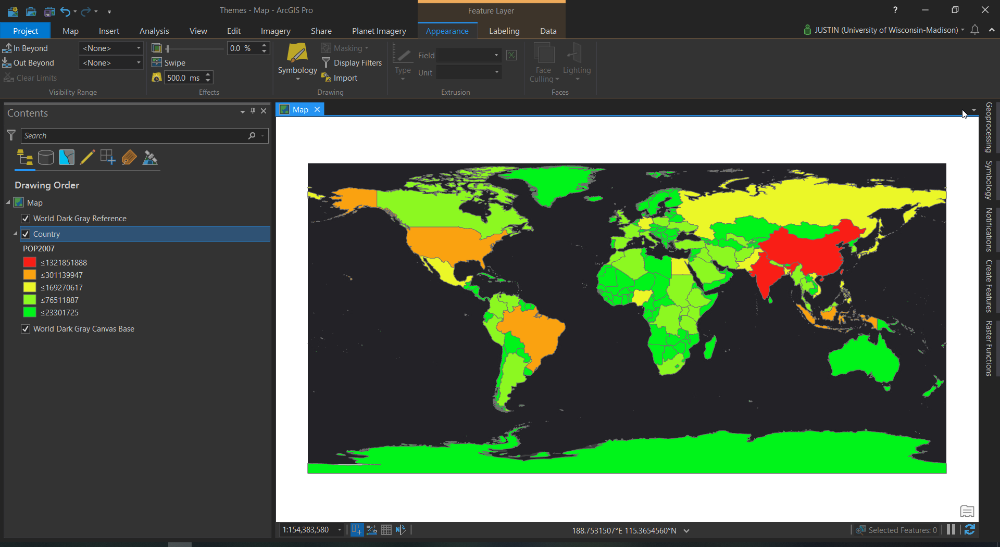 Themes - Map - ArcGIS Pro
Feature Layer
?
Project Map Insert Analysis View Edit Imagery Share Planet Imagery Appearance Labeling Data
JUSTIN (University of Wisconsin-Madison)
In Beyond <None>
Out Beyond <None>
Clear Limits
Visibility Range
0.0 %
Swipe
500.0 ms
Effects
Symbology
Masking
Display Filters
Import
Drawing
Type
Field
Unit
Extrusion
Face
Culling
Lighting
Faces
Contents
Search
Drawing Order
Map
World Dark Gray Reference
Country
POP2007
≤1321851888
≤301139947
≤169270617
≤76511887
≤23301725
World Dark Gray Canvas Base
Map
1:154,383,580
N
188.7531507°E 115.3654560°N
Selected Features: 0
Geoprocessing
Symbology
Notifications
Create Features
Raster Functions